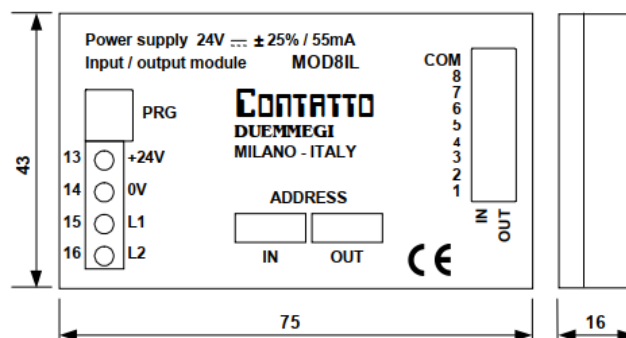 Power supply 24V ⎓ ± 25% / 55mA
Input / output module MOD8IL
COM
8
7
6
5
4
3
2
1
IN
OUT
PRG
CONTATTO
DUEMMEGI
MILANO - ITALY
13 +24V
14 0V
15 L1
16 L2
ADDRESS
IN OUT
CE
43
75
16